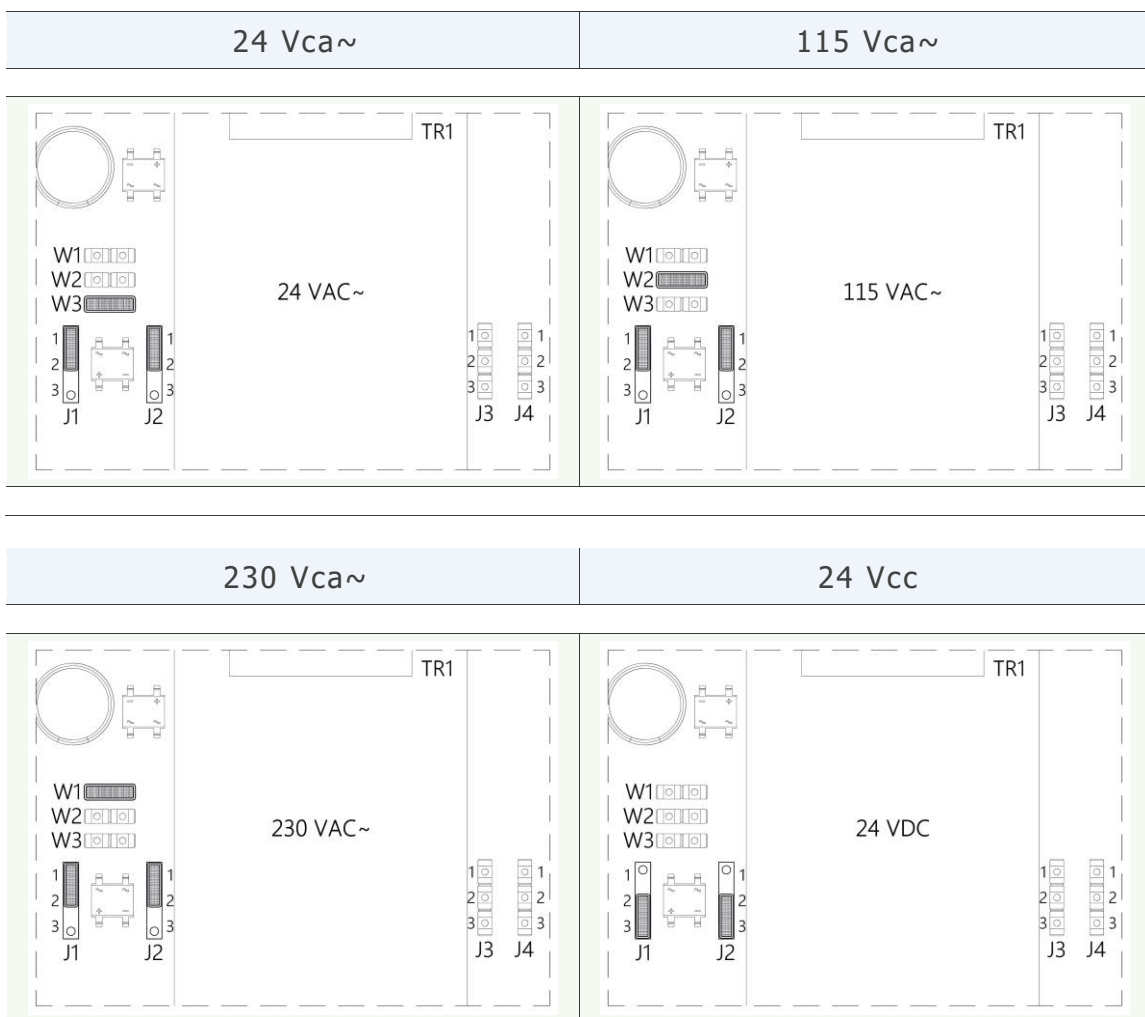 24 Vca~
115 Vca~
TR1
W1
W2
W3
24 VAC~
1 1 1 1
2 2 2 2
3 3 3 3
J1 J2 J3 J4
TR1
W1
W2
W3
115 VAC~
1 1 1 1
2 2 2 2
3 3 3 3
J1 J2 J3 J4
230 Vca~
24 Vcc
TR1
W1
W2
W3
230 VAC~
1 1 1 1
2 2 2 2
3 3 3 3
J1 J2 J3 J4
TR1
W1
W2
W3
24 VDC
1 1 1 1
2 2 2 2
3 3 3 3
J1 J2 J3 J4